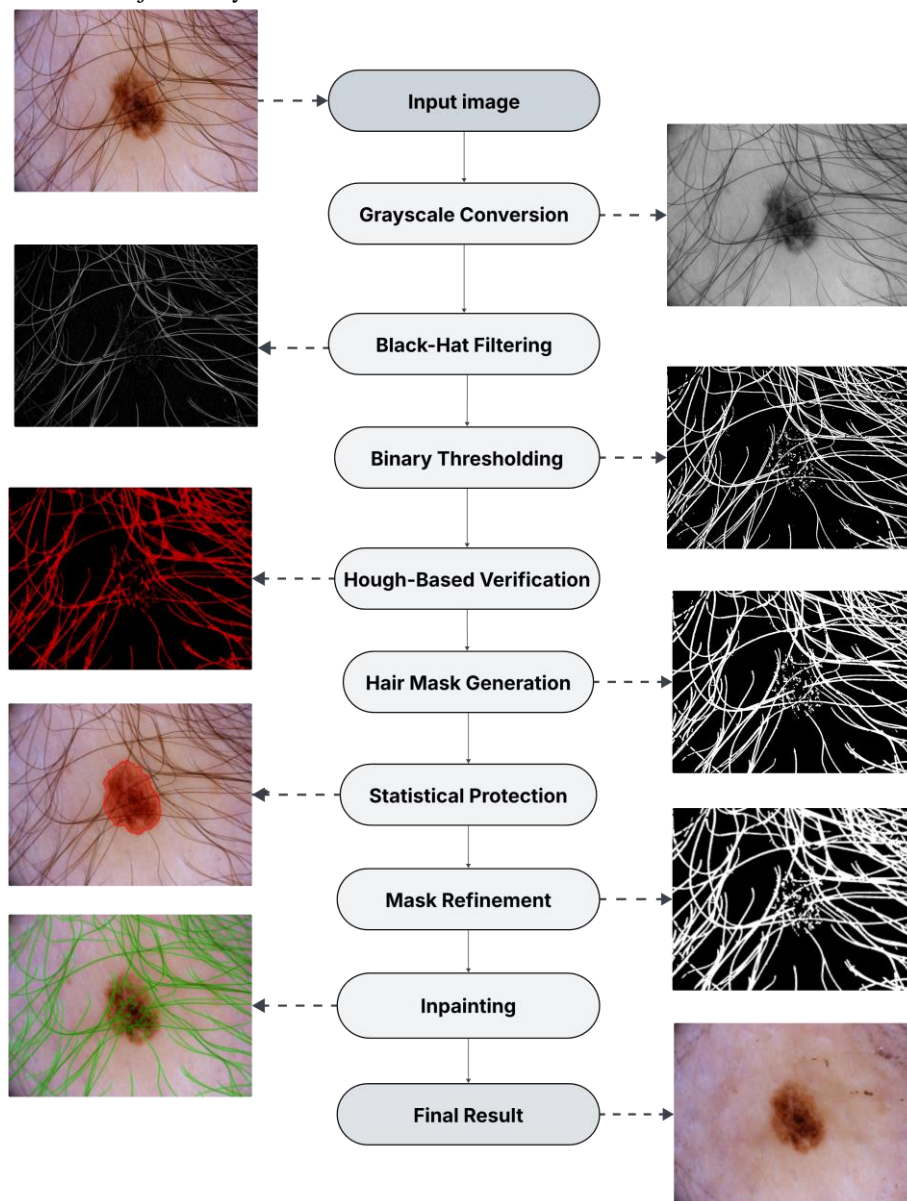 Input image
Grayscale Conversion
Black-Hat Filtering
Binary Thresholding
Hough-Based Verification
Hair Mask Generation
Statistical Protection
Mask Refinement
Inpainting
Final Result